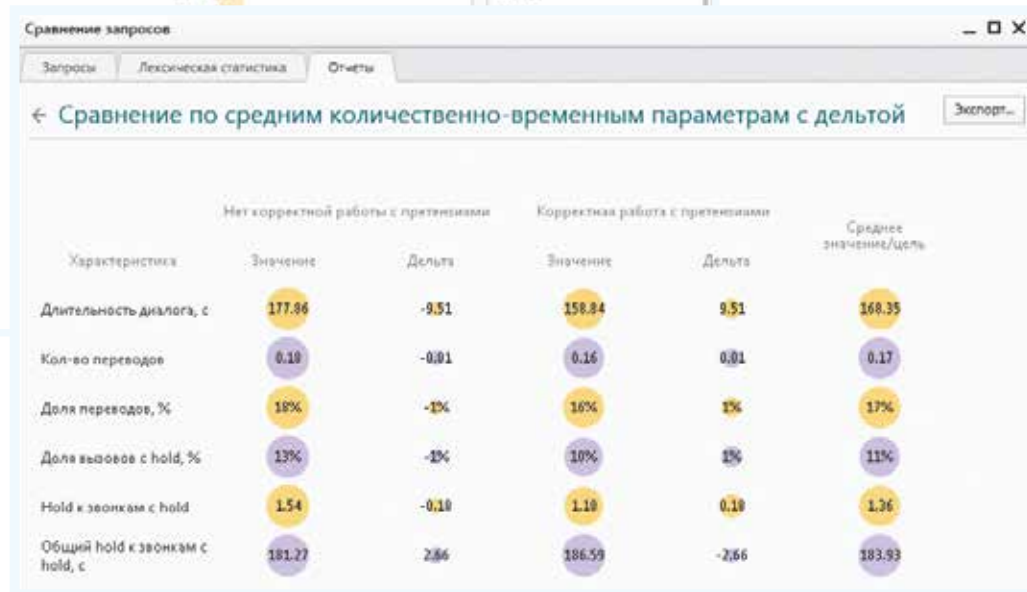 Сравнение запросов
Запросы Лексическая статистика Отчеты
← Сравнение по средним количественно-временным параметрам с дельтой Экспорт...
Нет корректной работы с претензиями Корректная работа с претензиями Среднее
значение/цель
Характеристика Значение Дельта Значение Дельта
Длительность диалога, с 177.86 -9.51 158.84 9.51 168.35
Кол-во переводов 0.18 -0.01 0.16 0.01 0.17
Доля переводов, % 18% -1% 16% 1% 17%
Доля вызовов с hold, % 13% -1% 10% 1% 11%
Hold к звонкам с hold 1.54 -0.18 1.18 0.18 1.36
Общий hold к звонкам с
hold, с 181.27 2.66 186.59 -2.66 183.93